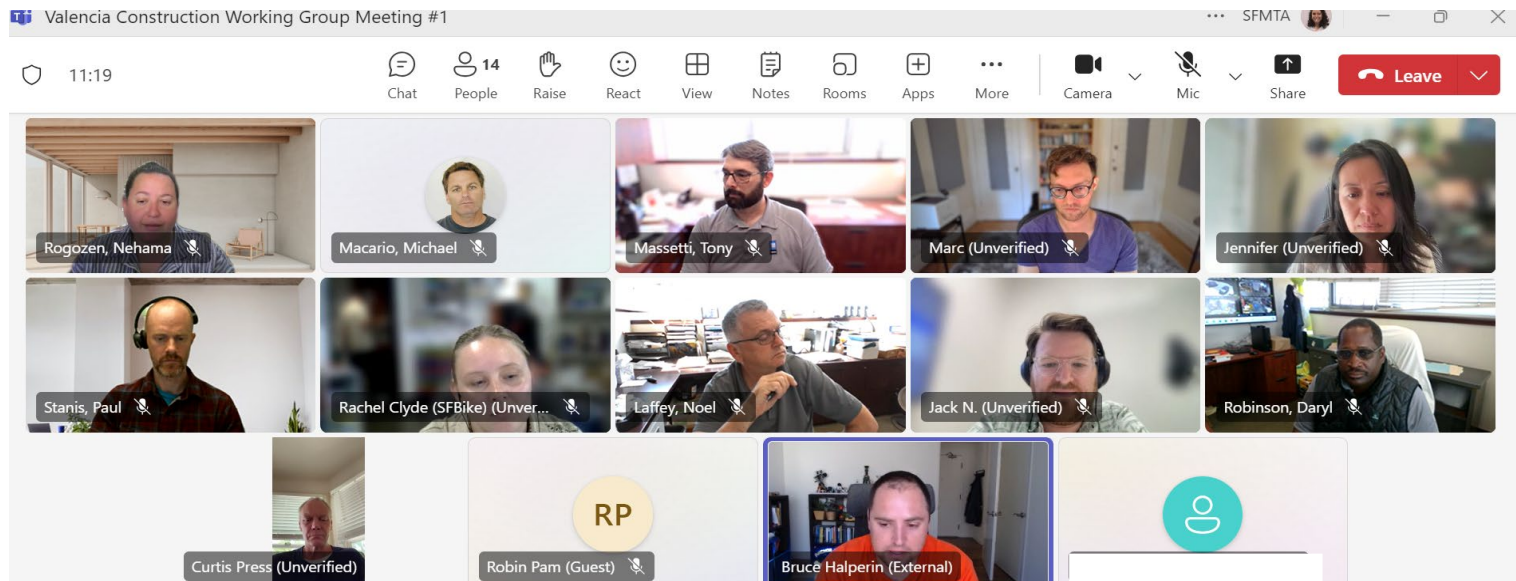 Valencia Construction Working Group Meeting #1
SFMTA
11:19
14
Chat
People
Raise
React
View
Notes
Rooms
Apps
More
Camera
Mic
Share
Leave
Rogozen, Nehama
Macario, Michael
Massetti, Tony
Marc (Unverified)
Jennifer (Unverified)
Stanis, Paul
Rachel Clyde (SFBike) (Unver...
Laffey, Noel
Jack N. (Unverified)
Robinson, Daryl
RP
Curtis Press (Unverified)
Robin Pam (Guest)
Bruce Halperin (External)